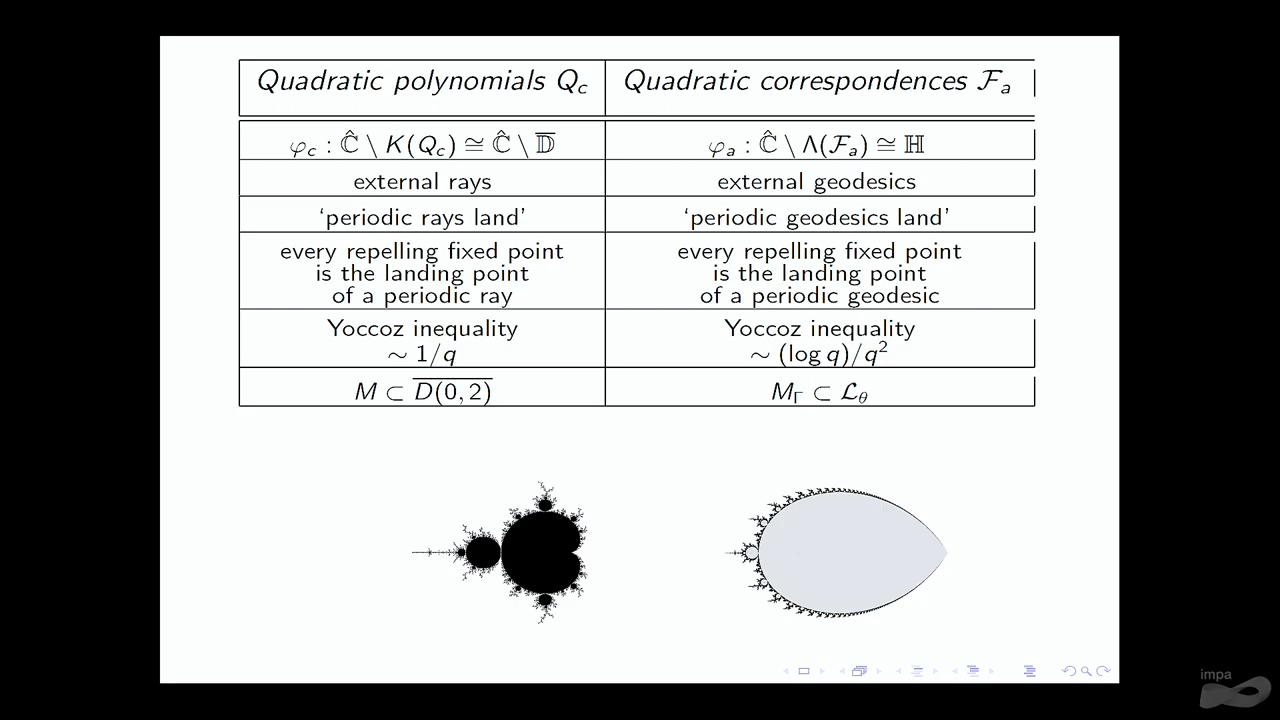 Quadratic polynomials Q_c
Quadratic correspondences ℱ_a
φ_c : Ĉ \ K(Q_c) ≅ Ĉ \ 𝔻̅
φ_a : Ĉ \ Λ(ℱ_a) ≅ ℍ
external rays
external geodesics
‘periodic rays land’
‘periodic geodesics land’
every repelling fixed point
is the landing point
of a periodic ray
every repelling fixed point
is the landing point
of a periodic geodesic
Yoccoz inequality
∼ 1/q
Yoccoz inequality
∼ (log q)/q²
M ⊂ \overline{D(0, 2)}
M_Γ ⊂ ℒ_θ
impa